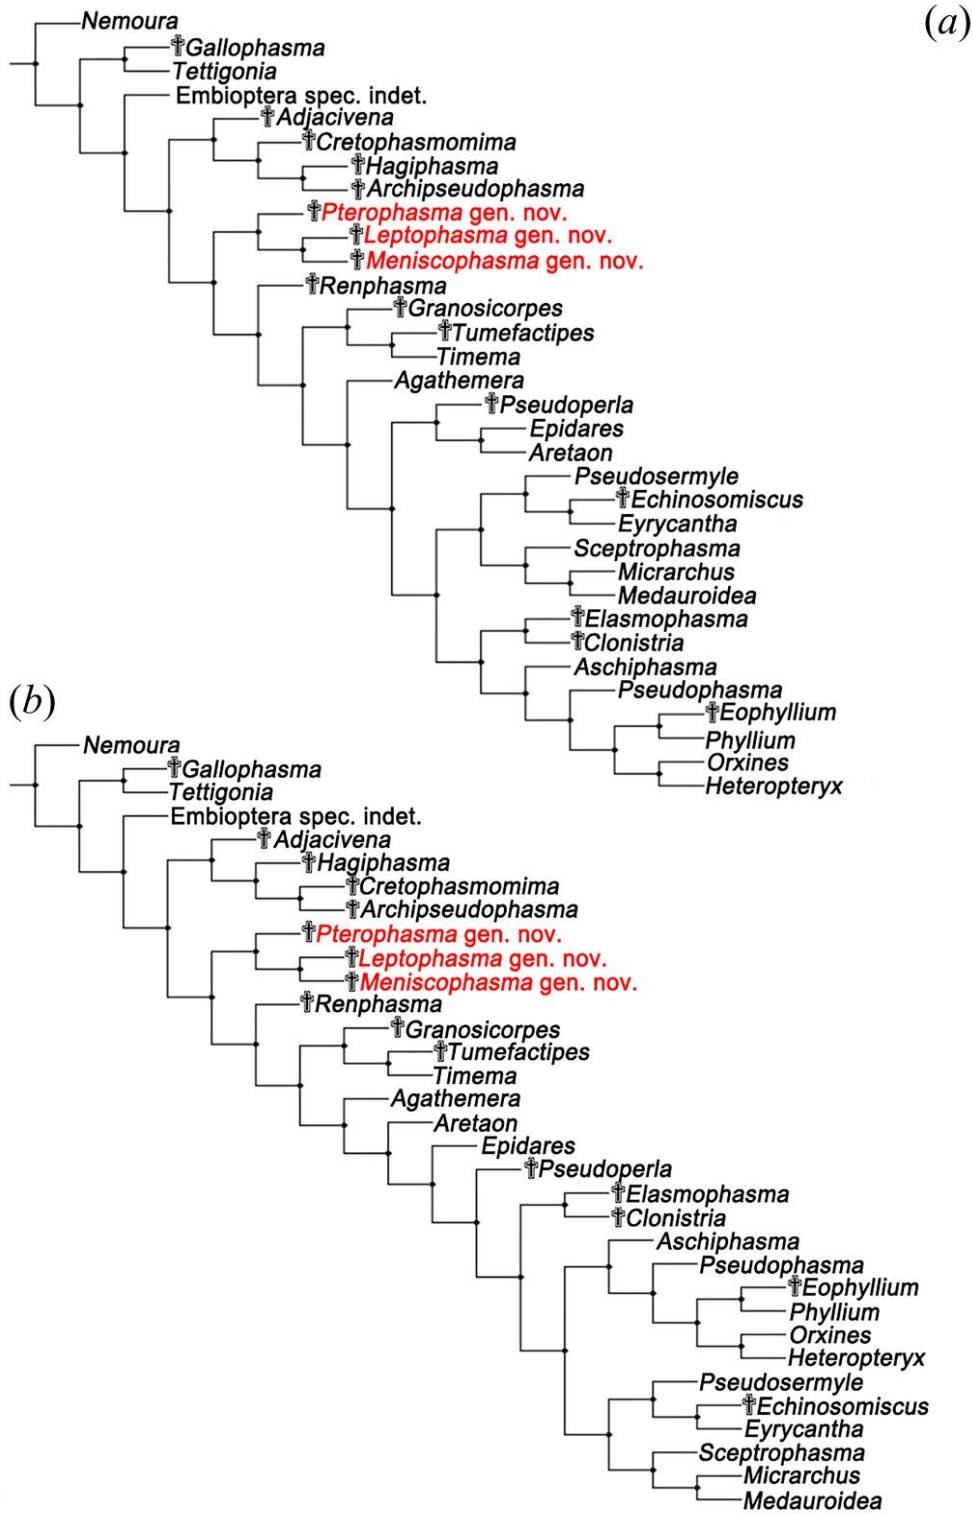 (a)
Nemoura
†Gallophasma
Tettigonia
Embioptera spec. indet.
†Adjacivena
†Cretophasmomima
†Hagiphasma
†Archipseudophasma
†Pterophasma gen. nov.
†Leptophasma gen. nov.
†Meniscophasma gen. nov.
†Renphasma
†Granosicorpes
†Tumefactipes
Timema
Agathemera
†Pseudoperla
Epidares
Aretaon
Pseudosermyle
†Echinosomiscus
Eyrycantha
Sceptrophasma
Micrarchus
Medauroidea
†Elasmophasma
†Clonistria
Aschiphasma
Pseudophasma
†Eophyllium
Phyllium
Orxines
Heteropteryx
(b)
Nemoura
†Gallophasma
Tettigonia
Embioptera spec. indet.
†Adjacivena
†Hagiphasma
†Cretophasmomima
†Archipseudophasma
†Pterophasma gen. nov.
†Leptophasma gen. nov.
†Meniscophasma gen. nov.
†Renphasma
†Granosicorpes
†Tumefactipes
Timema
Agathemera
Aretaon
Epidares
†Pseudoperla
†Elasmophasma
†Clonistria
Aschiphasma
Pseudophasma
†Eophyllium
Phyllium
Orxines
Heteropteryx
Pseudosermyle
†Echinosomiscus
Eyrycantha
Sceptrophasma
Micrarchus
Medauroidea